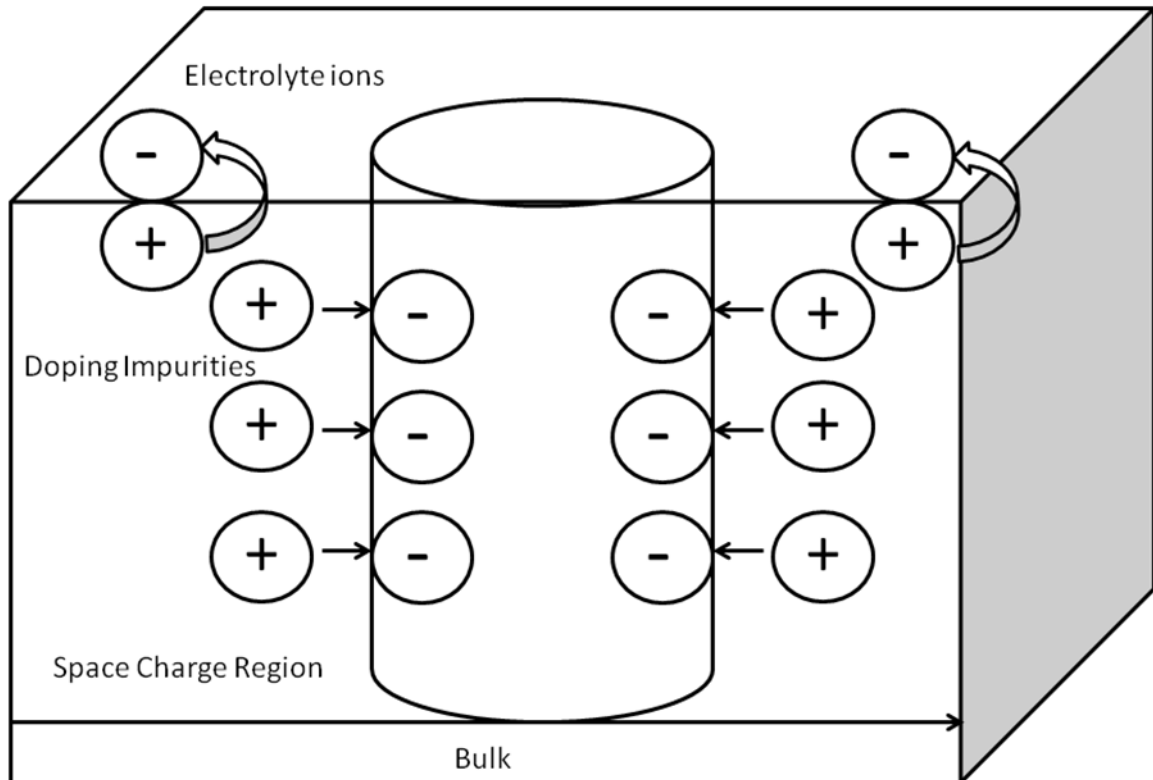 Electrolyte ions
- -
+ +
+ - - +
Doping Impurities
+ - - +
+ - - +
Space Charge Region
Bulk